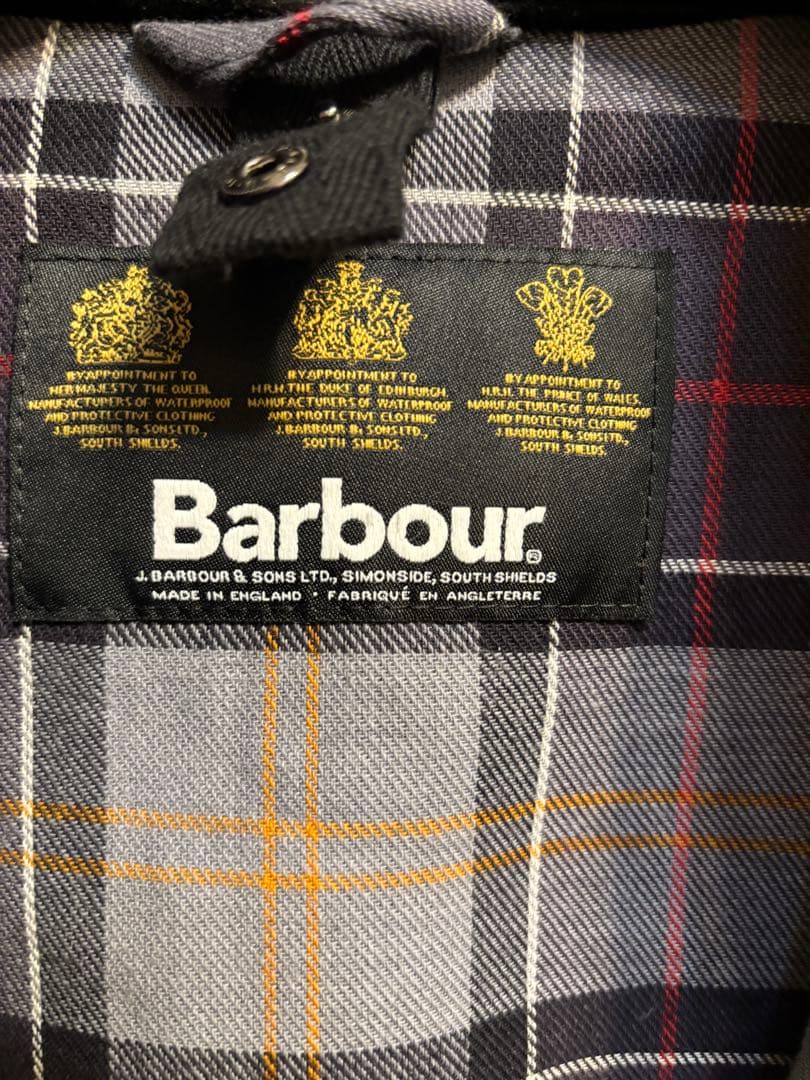 BY APPOINTMENT TO
HER MAJESTY THE QUEEN
MANUFACTURERS OF WATERPROOF
AND PROTECTIVE CLOTHING
J.BARBOUR & SONS LTD.,
SOUTH SHIELDS.
BY APPOINTMENT TO
H.R.H. THE DUKE OF EDINBURGH
MANUFACTURERS OF WATERPROOF
AND PROTECTIVE CLOTHING
J.BARBOUR & SONS LTD.,
SOUTH SHIELDS.
BY APPOINTMENT TO
H.R.H. THE PRINCE OF WALES.
MANUFACTURERS OF WATERPROOF
AND PROTECTIVE CLOTHING
J.BARBOUR & SONS LTD.
SOUTH SHIELDS.
Barbour®
J. BARBOUR & SONS LTD., SIMONSIDE, SOUTH SHIELDS
MADE IN ENGLAND · FABRIQUÉ EN ANGLETERRE